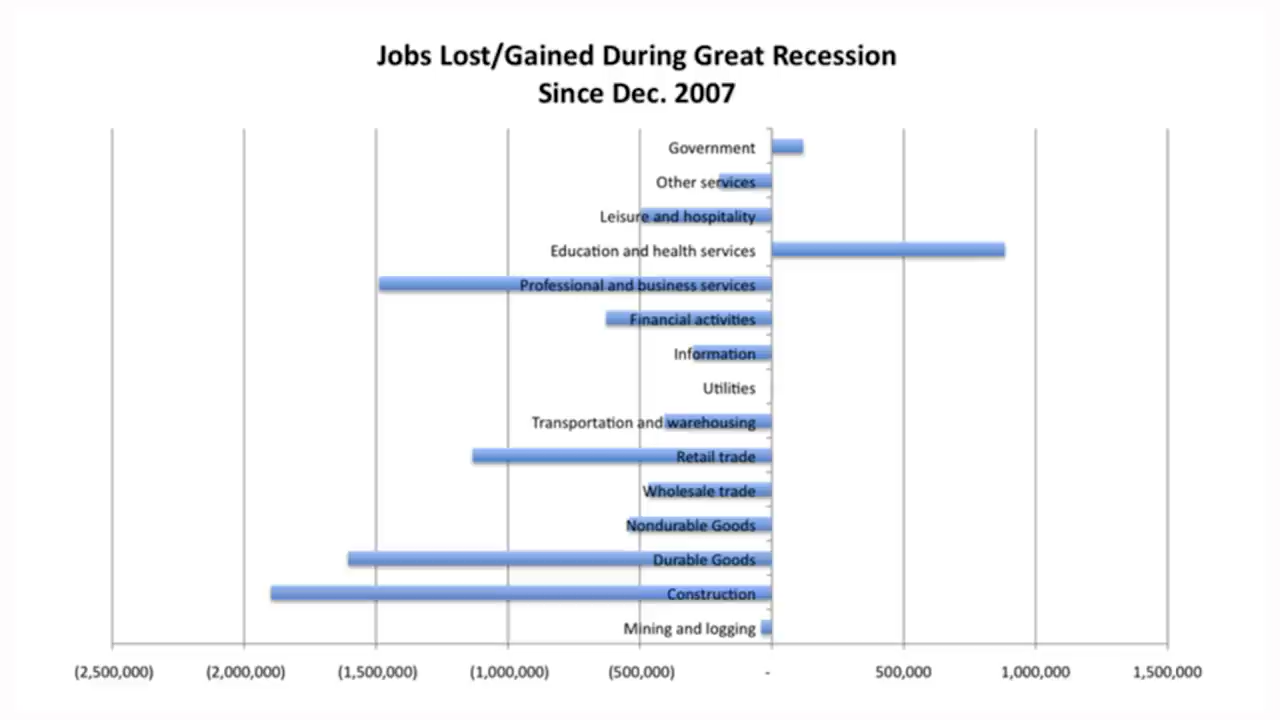 Jobs Lost/Gained During Great Recession
Since Dec. 2007
Government
Other services
Leisure and hospitality
Education and health services
Professional and business services
Financial activities
Information
Utilities
Transportation and warehousing
Retail trade
Wholesale trade
Nondurable Goods
Durable Goods
Construction
Mining and logging
(2,500,000) (2,000,000) (1,500,000) (1,000,000) (500,000) - 500,000 1,000,000 1,500,000